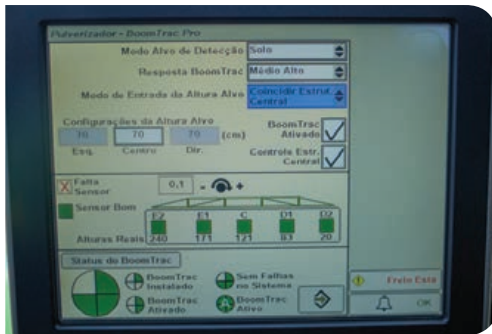 Pulverizador - BoomTrac Pro
Modo Alvo de Detecção Solo
Resposta BoomTrac Médio Alto
Modo de Entrada da Altura Alvo Coincidir Estrut. Central
Configurações da Altura Alvo
70 70 (cm)
Esq. Centro Dir.
BoomTrac Ativado
Controle Estr. Central
Falta Sensor
0,1 - +
Sensor Bom
E2 E1 C D1 D2
Alturas Reais 240 171 121 83 20
Status do BoomTrac
BoomTrac Instalado
Sem Falhas no Sistema
BoomTrac Ativado
A BoomTrac Ativo
Freio Esta
OK